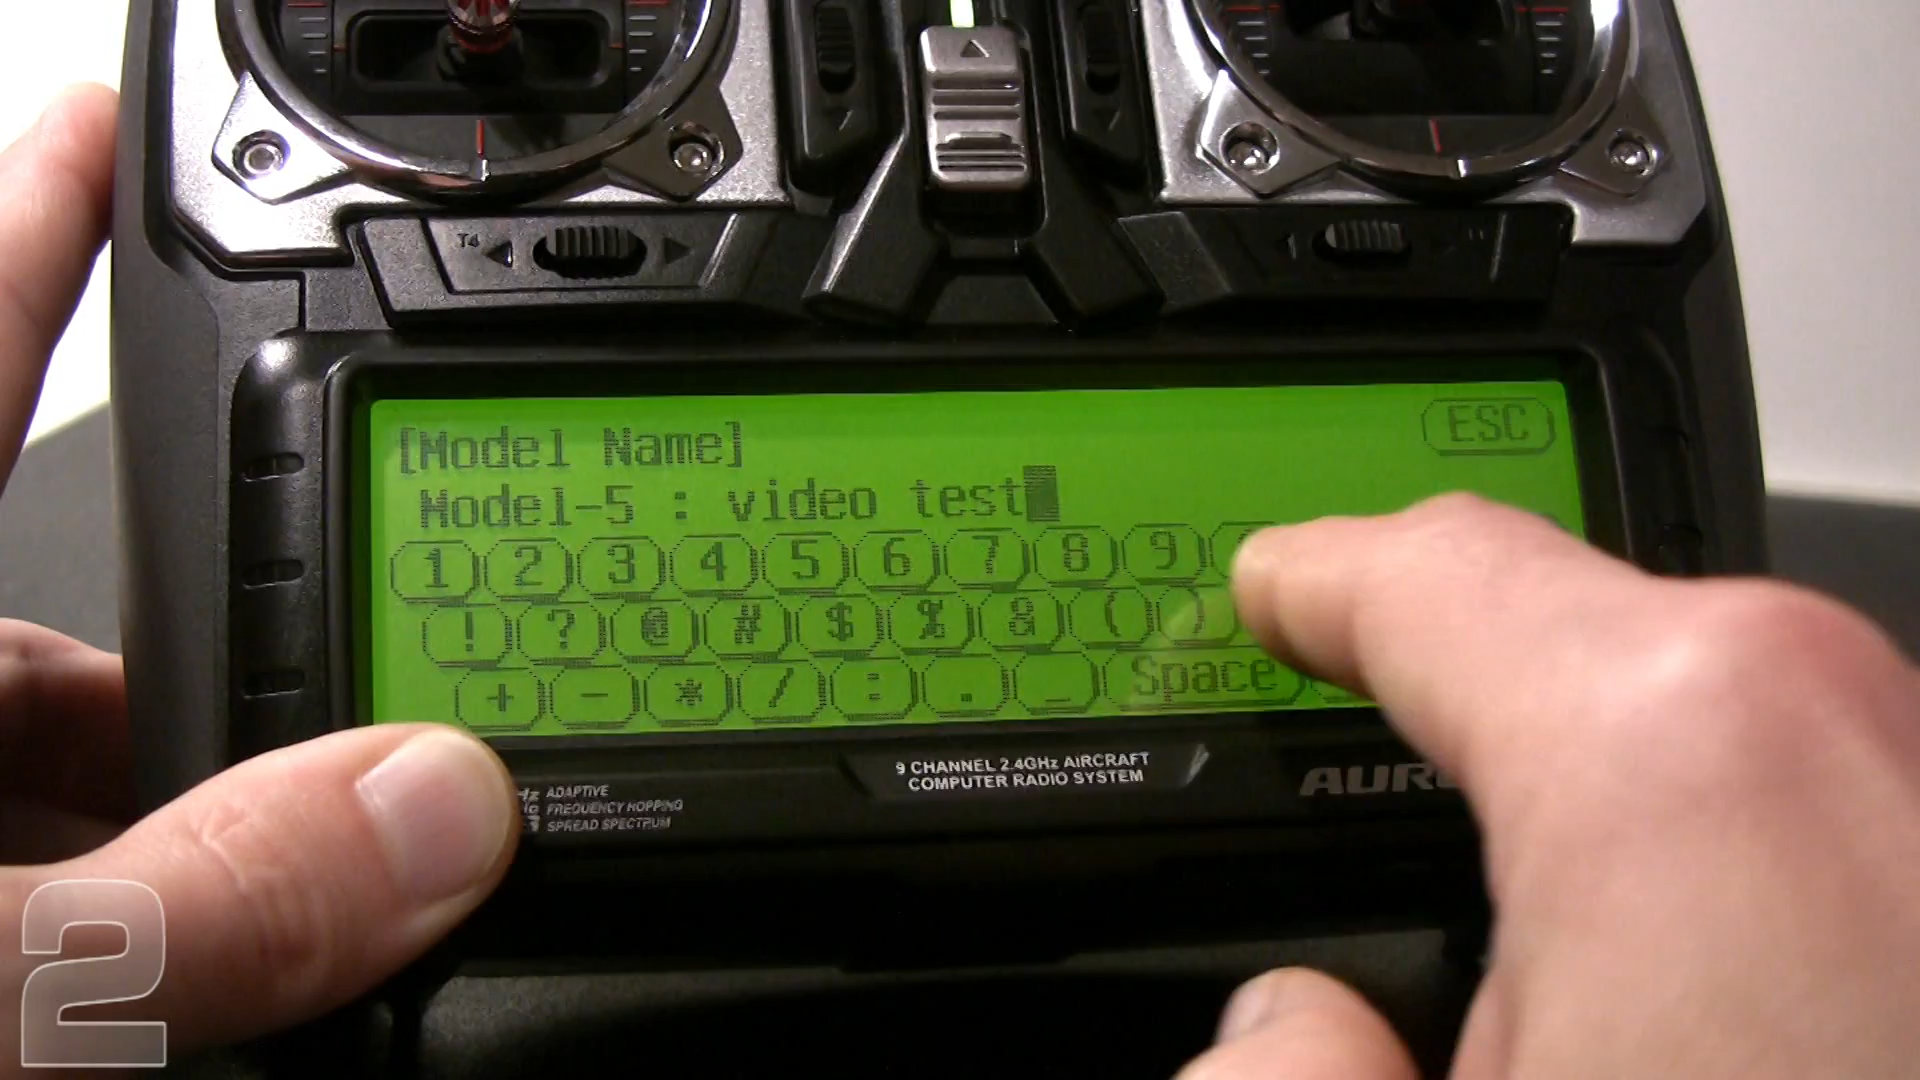 T4
ESC
[Model Name]
Model-5 : video test
1 2 3 4 5 6 7 8 9
! ? @ # $ % & ( )
+ - * / : . _ Space
9 CHANNEL 2.4GHz AIRCRAFT
COMPUTER RADIO SYSTEM
ADAPTIVE
FREQUENCY HOPPING
SPREAD SPECTRUM
2